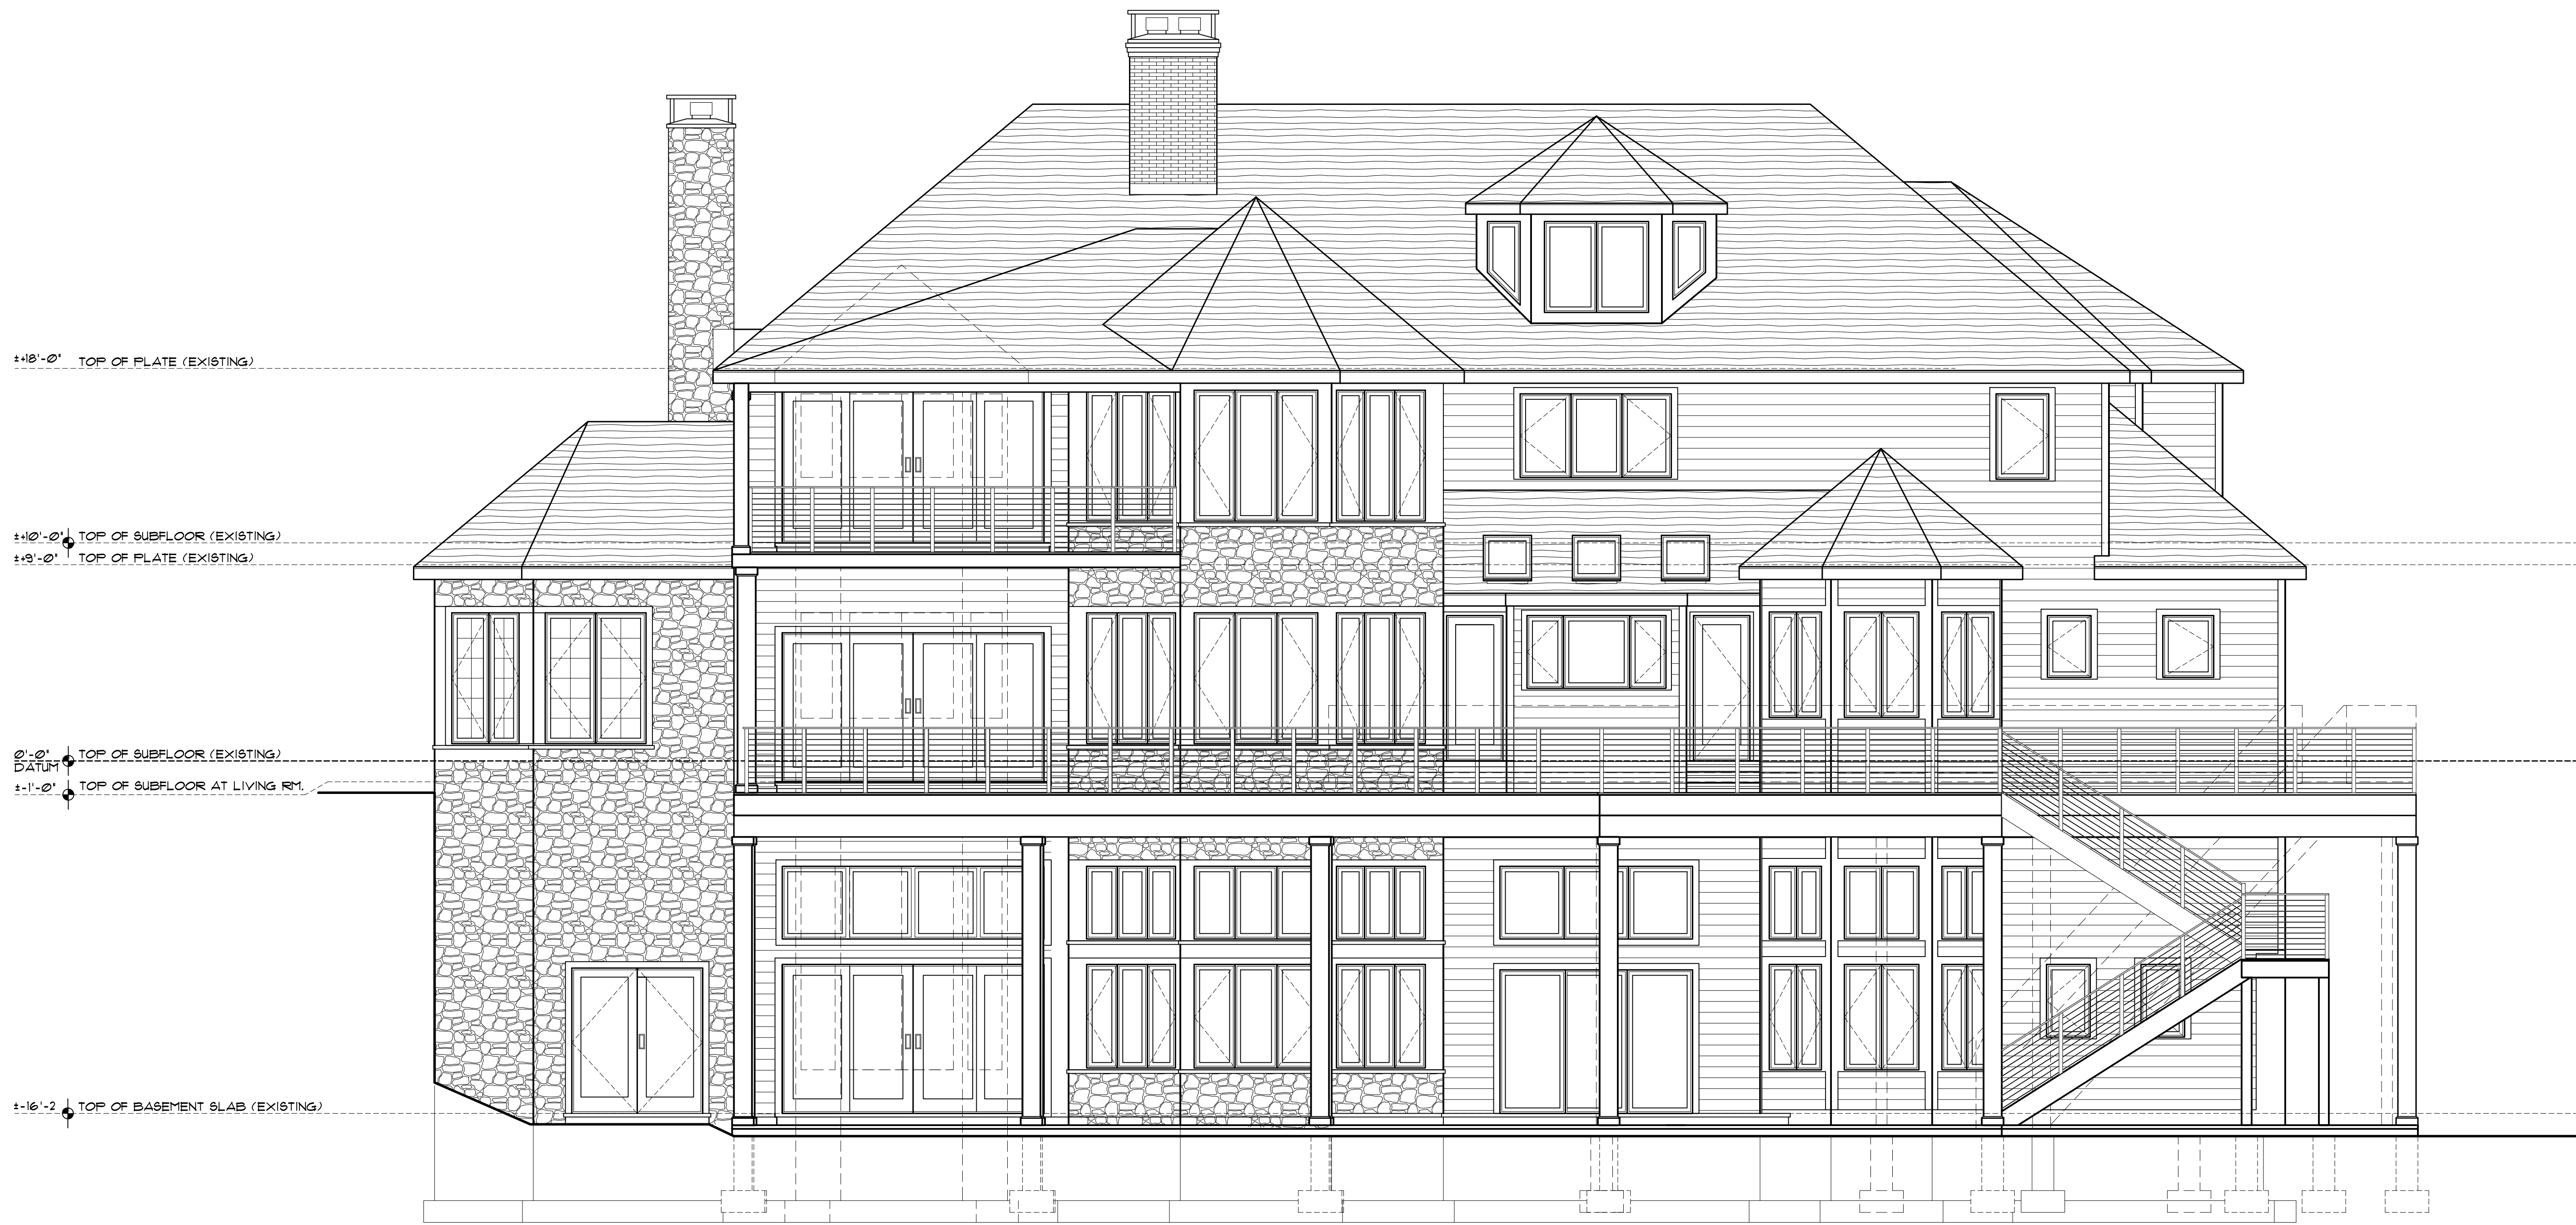 ±+18'-0" TOP OF PLATE (EXISTING)
±+10'-0" TOP OF SUBFLOOR (EXISTING)
±+9'-0" TOP OF PLATE (EXISTING)
0'-0" TOP OF SUBFLOOR (EXISTING)
DATUM
±-1'-0" TOP OF SUBFLOOR AT LIVING RM.
±-16'-2 TOP OF BASEMENT SLAB (EXISTING)